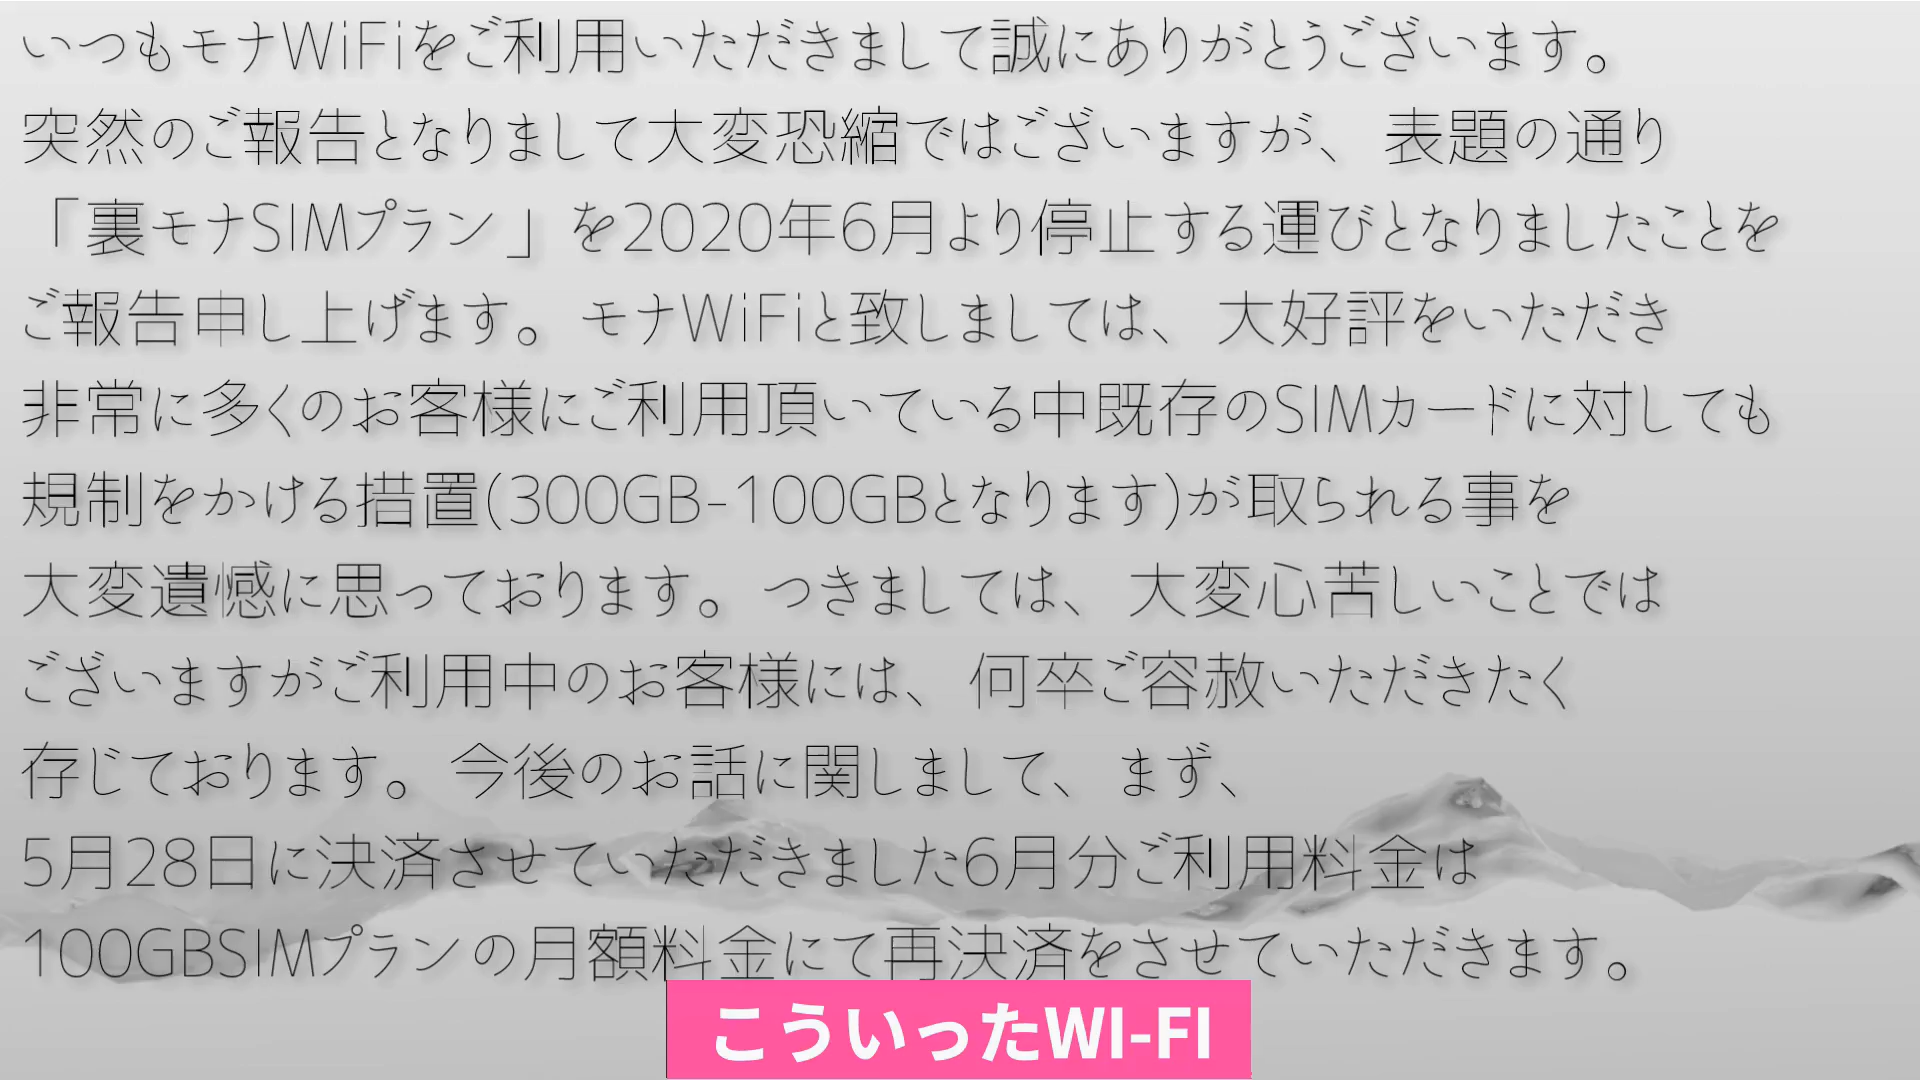 いつもモナWiFiをご利用いただきまして誠にありがとうございます。
突然のご報告となりまして大変恐縮ではございますが、 表題の通り
「裏モナSIMプラン」を2020年6月より停止する運びとなりましたことを
ご報告申し上げます。 モナWiFiと致しましては、 大好評をいただき
非常に多くのお客様にご利用頂いている中既存のSIMカードに対しても
規制をかける措置(300GB-100GBとなります)が取られる事を
大変遺憾に思っております。 つきましては、 大変心苦しいことでは
ございますがご利用中のお客様には、 何卒ご容赦いただきたく
存じております。 今後のお話に関しまして、 まず、
5月28日に決済させていただきました6月分ご利用料金は
100GBSIMプランの月額料金にて再決済をさせていただきます。
こういったWI-FI